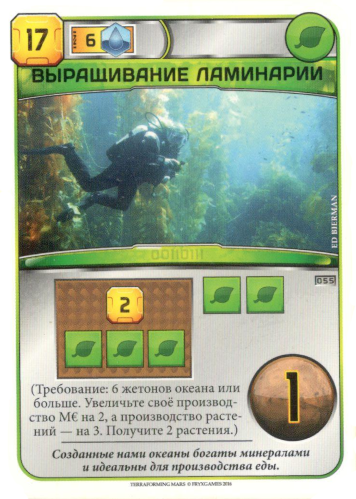 17
6
ВЫРАЩИВАНИЕ ЛАМИНАРИИ
ED BIERMAN
055
2
1
(Требование: 6 жетонов океана или
больше. Увеличьте своё производ-
ство М€ на 2, а производство расте-
ний — на 3. Получите 2 растения.)
Созданные нами океаны богаты минералами
и идеальны для производства еды.
TERRAFORMING MARS © FRYXGAMES 2016